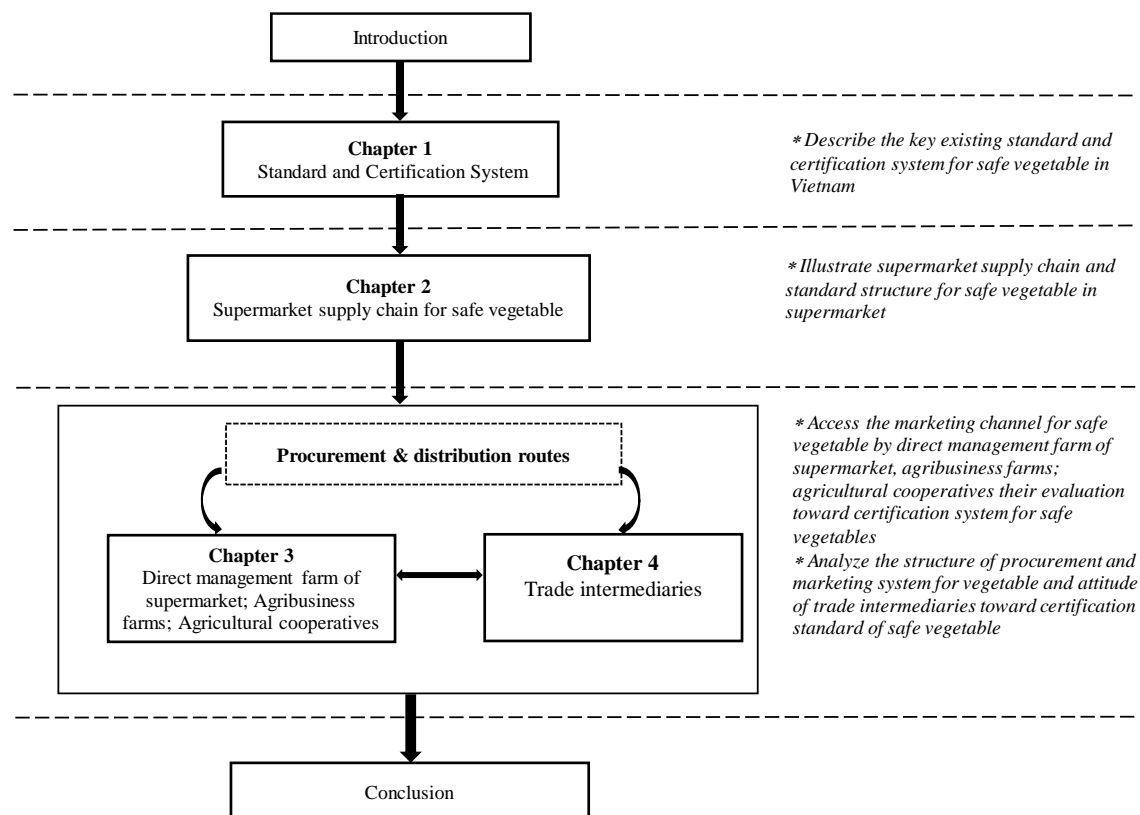 Introduction
Chapter 1
Standard and Certification System
* Describe the key existing standard and
certification system for safe vegetable in
Vietnam
Chapter 2
Supermarket supply chain for safe vegetable
* Illustrate supermarket supply chain and
standard structure for safe vegetable in
supermarket
Procurement & distribution routes
Chapter 3
Direct management farm of
supermarket; Agribusiness
farms; Agricultural cooperatives
Chapter 4
Trade intermediaries
* Access the marketing channel for safe
vegetable by direct management farm of
supermarket, agribusiness farms;
agricultural cooperatives their evaluation
toward certification system for safe
vegetables
* Analyze the structure of procurement and
marketing system for vegetable and attitude
of trade intermediaries toward certification
standard of safe vegetable
Conclusion